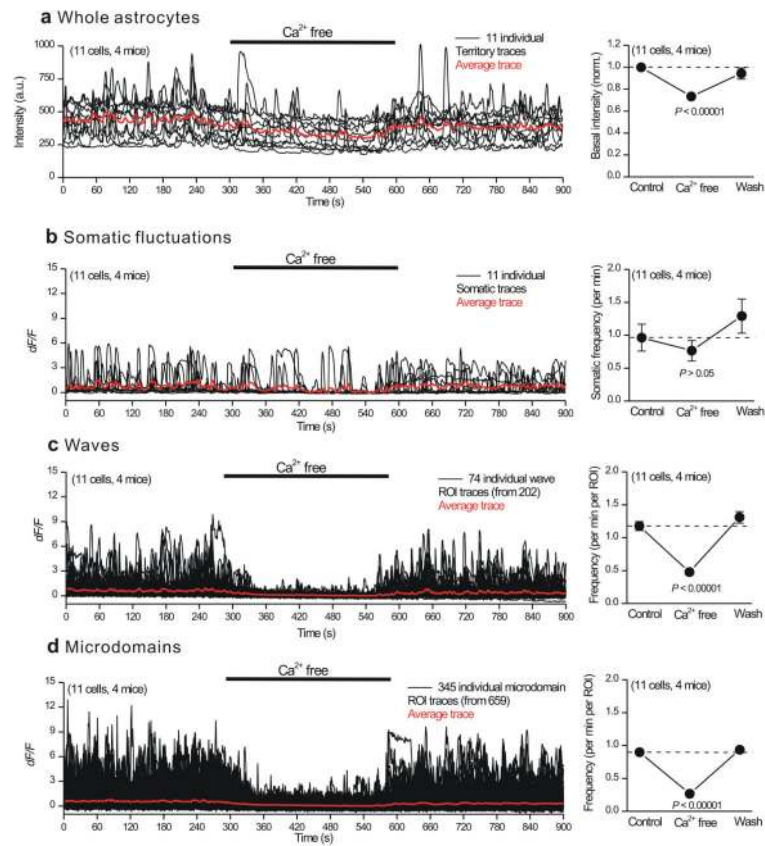 a Whole astrocytes
Ca²⁺ free
(11 cells, 4 mice)
11 individual
Territory traces
Average trace
Intensity (a.u.)
1000
750
500
250
0
0 60 120 180 240 300 360 420 480 540 600 660 720 780 840 900
Time (s)
(11 cells, 4 mice)
Basal intensity (norm.)
1.2
1.0
0.8
0.6
0.4
0.2
0.0
P < 0.00001
Control Ca²⁺ free Wash
b Somatic fluctuations
Ca²⁺ free
(11 cells, 4 mice)
11 individual
Somatic traces
Average trace
dF/F
15
12
9
6
3
0
0 60 120 180 240 300 360 420 480 540 600 660 720 780 840 900
Time (s)
(11 cells, 4 mice)
Somatic frequency (per min)
2.0
1.5
1.0
0.5
0.0
P > 0.05
Control Ca²⁺ free Wash
c Waves
Ca²⁺ free
(11 cells, 4 mice)
74 individual wave
ROI traces (from 202)
Average trace
dF/F
15
12
9
6
3
0
0 60 120 180 240 300 360 420 480 540 600 660 720 780 840 900
Time (s)
(11 cells, 4 mice)
Frequency (per min per ROI)
2.0
1.5
1.0
0.5
0.0
P < 0.00001
Control Ca²⁺ free Wash
d Microdomains
Ca²⁺ free
(11 cells, 4 mice)
345 individual microdomain
ROI traces (from 659)
Average trace
dF/F
15
12
9
6
3
0
0 60 120 180 240 300 360 420 480 540 600 660 720 780 840 900
Time (s)
(11 cells, 4 mice)
Frequency (per min per ROI)
2.0
1.5
1.0
0.5
0.0
P < 0.00001
Control Ca²⁺ free Wash